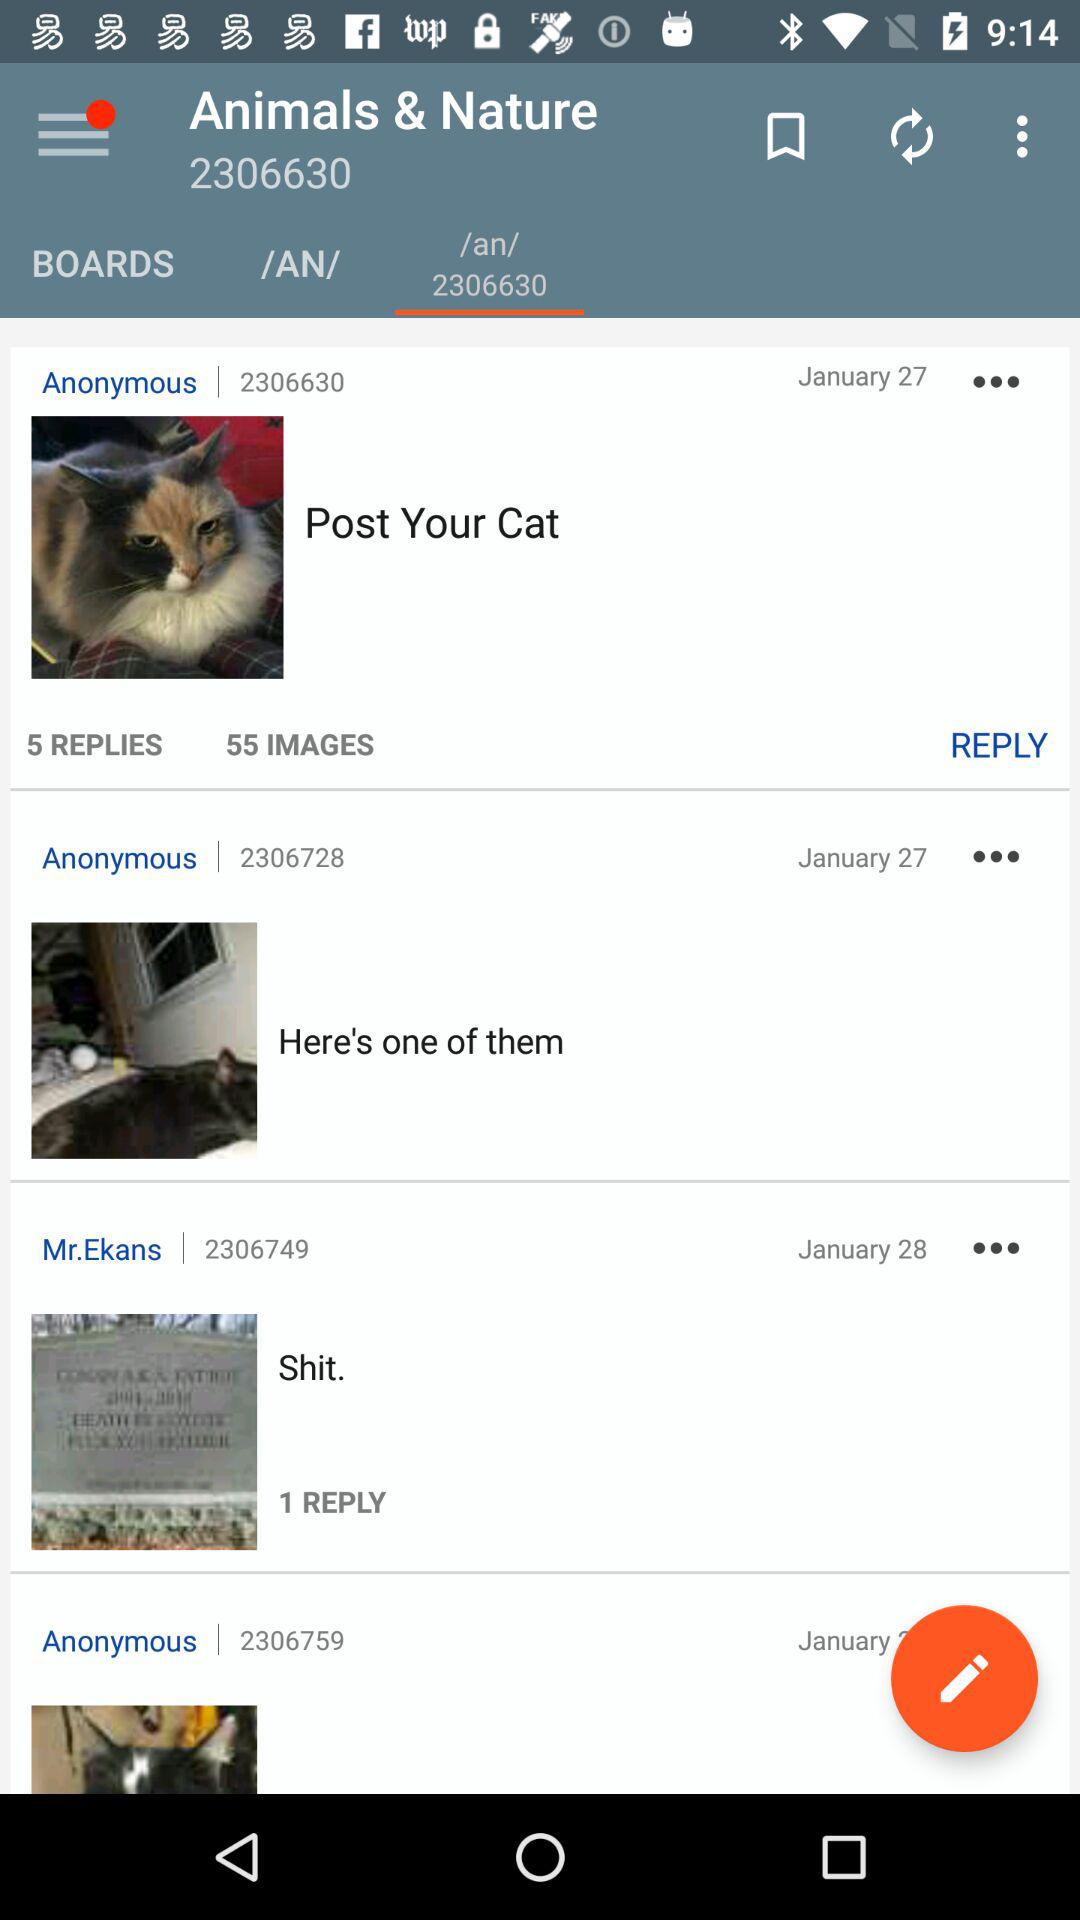 FAKE
9:14
Animals & Nature
2306630
BOARDS
/AN/
/an/
2306630
Anonymous 2306630 January 27
Post Your Cat
5 REPLIES 55 IMAGES REPLY
Anonymous 2306728 January 27
Here's one of them
Mr.Ekans 2306749 January 28
Shit.
1 REPLY
Anonymous 2306759 January